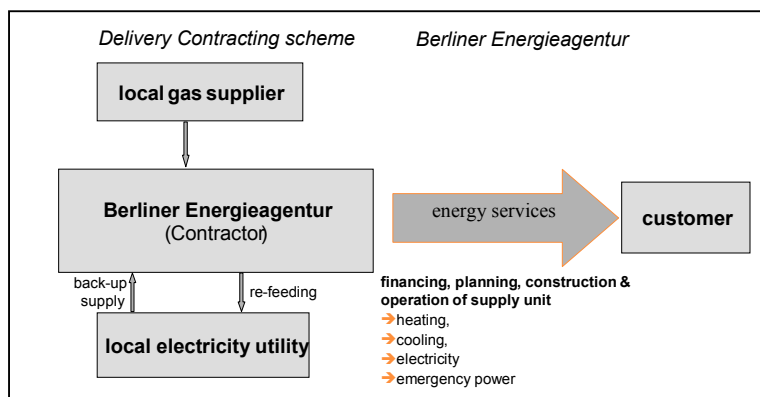 Delivery Contracting scheme
Berliner Energieagentur
local gas supplier
Berliner Energieagentur
(Contractor)
energy services
customer
back-up
supply
re-feeding
local electricity utility
financing, planning, construction &
operation of supply unit
➔heating,
➔cooling,
➔electricity
➔emergency power